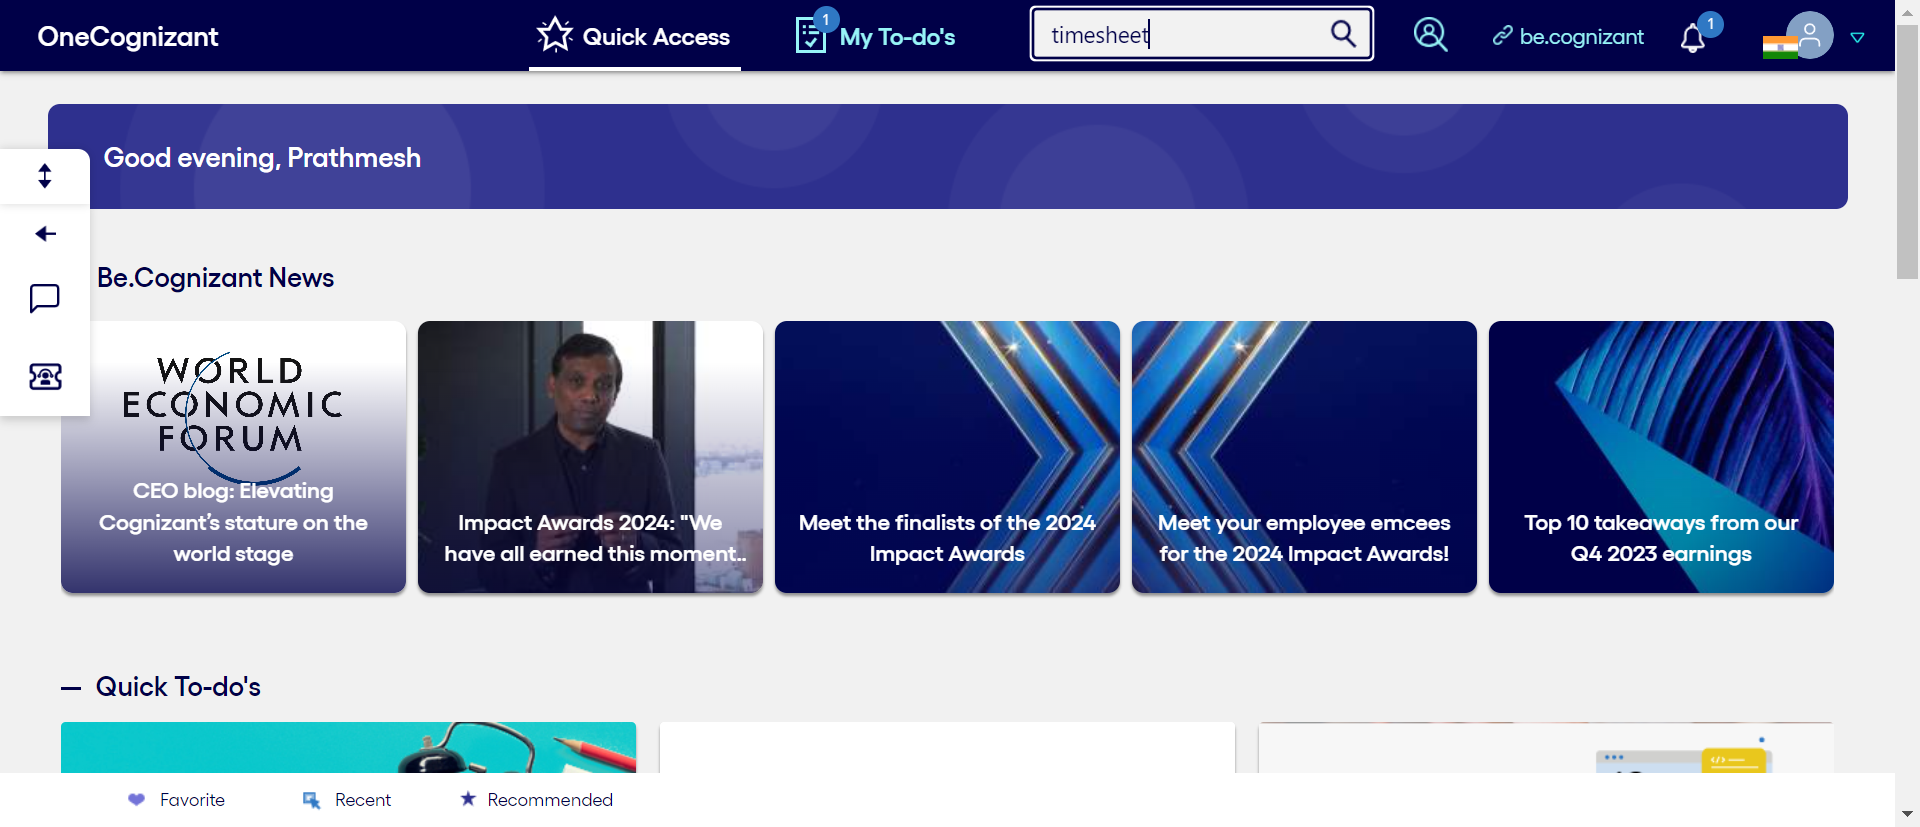 OneCognizant
Quick Access
1
My To-do's
timesheet
be.cognizant
1
Good evening, Prathmesh
Be.Cognizant News
WORLD
ECONOMIC
FORUM
CEO blog: Elevating
Cognizant’s stature on the
world stage
Impact Awards 2024: "We
have all earned this moment..
Meet the finalists of the 2024
Impact Awards
Meet your employee emcees
for the 2024 Impact Awards!
Top 10 takeaways from our
Q4 2023 earnings
Quick To-do's
Favorite
Recent
Recommended